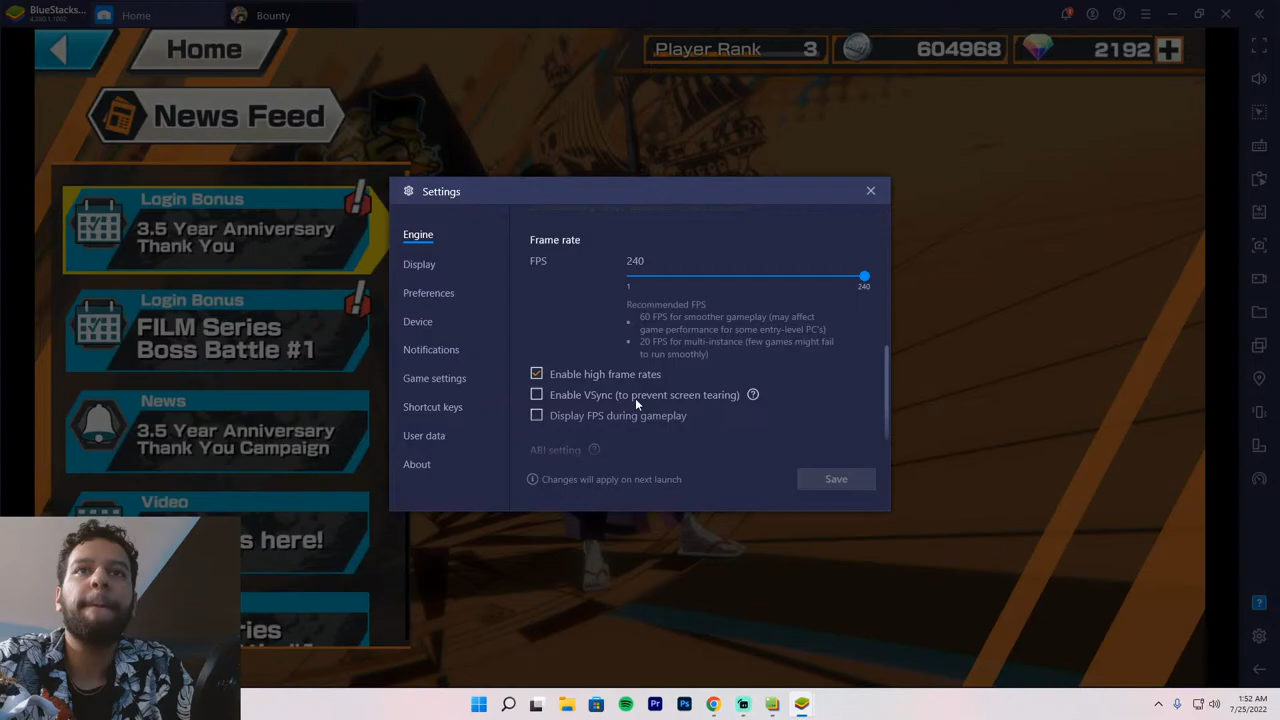 BlueStacks...
4.280.1.1002
Home
Bounty
Home
Player Rank 3
604968
2192
News Feed
Login Bonus
3.5 Year Anniversary
Thank You
Login Bonus
FILM Series
Boss Battle #1
News
3.5 Year Anniversary
Thank You Campaign
Video
s here!
ries
Settings
Engine
Display
Preferences
Device
Notifications
Game settings
Shortcut keys
User data
About
Frame rate
FPS
240
1
240
Recommended FPS
60 FPS for smoother gameplay (may affect
game performance for some entry-level PC's)
20 FPS for multi-instance (few games might fail
to run smoothly)
Enable high frame rates
Enable VSync (to prevent screen tearing)
Display FPS during gameplay
ABI setting
Changes will apply on next launch
Save
1:52 AM
7/25/2022